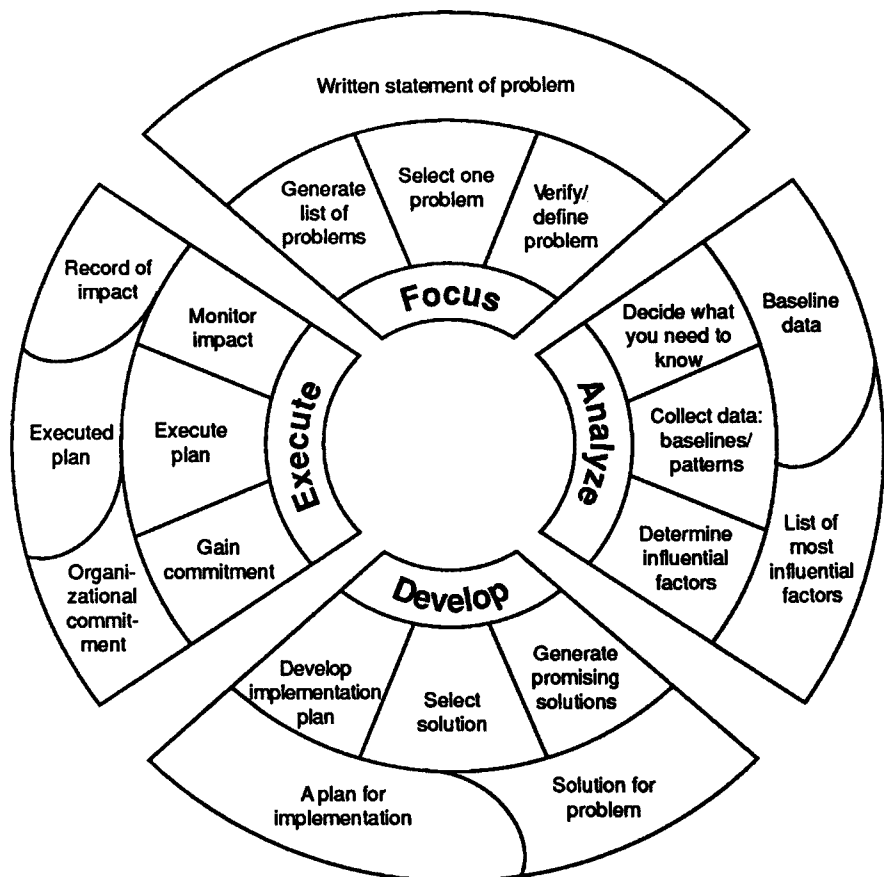 Written statement of problem
Generate
list of
problems
Select one
problem
Verify/
define
problem
Focus
Decide what
you need to
know
Baseline
data
Collect data:
baselines/
patterns
Determine
influential
factors
List of
most
influential
factors
Analyze
Generate
promising
solutions
Select
solution
Develop
implementation
plan
Develop
Solution for
problem
A plan for
implementation
Gain
commitment
Execute
plan
Monitor
impact
Execute
Organi-
zational
commit-
ment
Executed
plan
Record of
impact